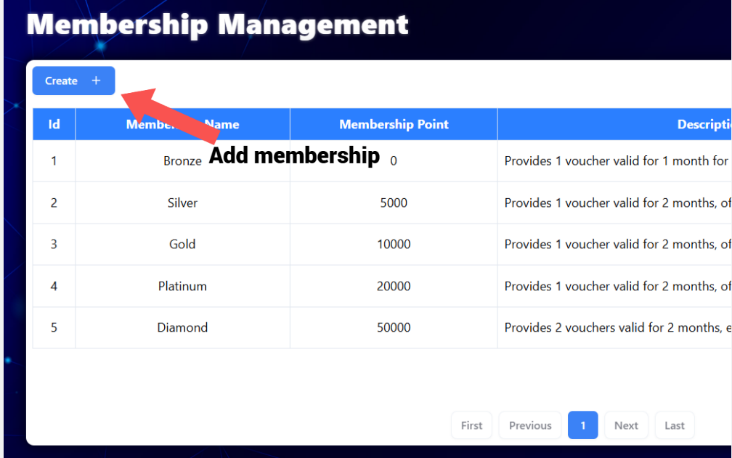 Membership Management
Create +
Id Membership Name Membership Point Descripti
1 Bronze 0 Provides 1 voucher valid for 1 month for
Add membership
2 Silver 5000 Provides 1 voucher valid for 2 months, of
3 Gold 10000 Provides 1 voucher valid for 2 months, of
4 Platinum 20000 Provides 1 voucher valid for 2 months, of
5 Diamond 50000 Provides 2 vouchers valid for 2 months, e
First Previous 1 Next Last